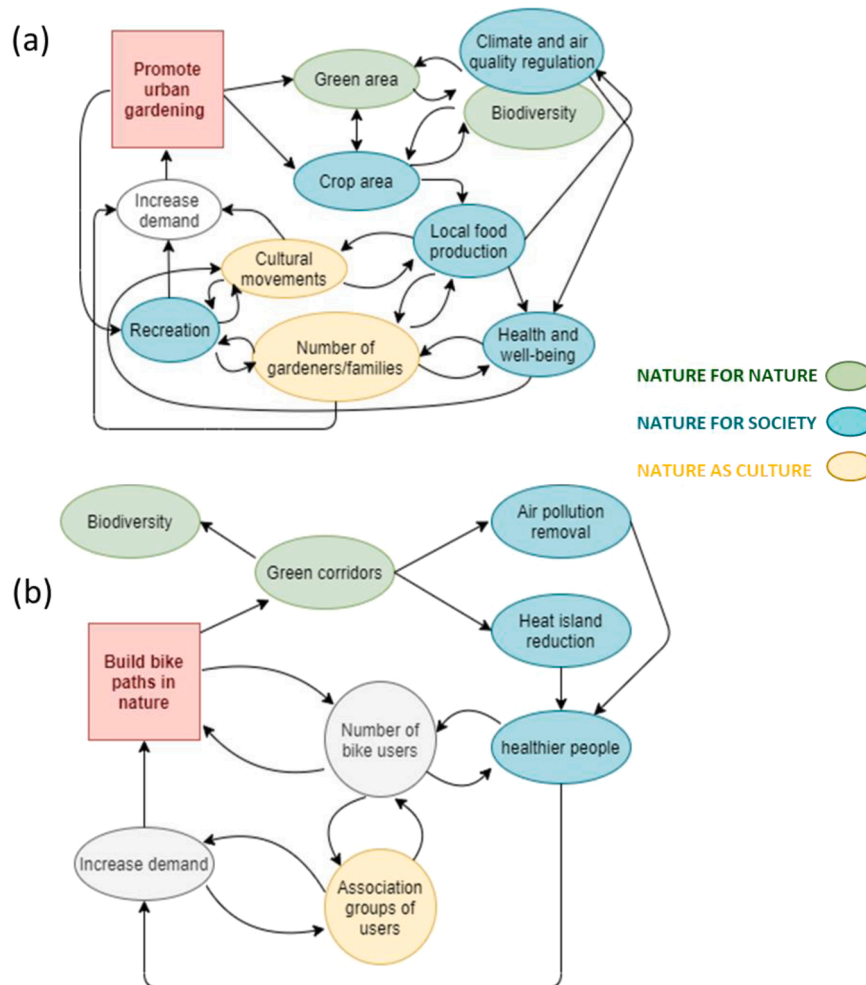 (a)
Promote
urban
gardening
Green area
Climate and air
quality regulation
Biodiversity
Crop area
Increase
demand
Local food
production
Cultural
movements
Recreation
Number of
gardeners/families
Health and
well-being
NATURE FOR NATURE
NATURE FOR SOCIETY
NATURE AS CULTURE
(b)
Biodiversity
Green corridors
Air pollution
removal
Heat island
reduction
Build bike
paths in
nature
Number of
bike users
healthier people
Increase demand
Association
groups of
users